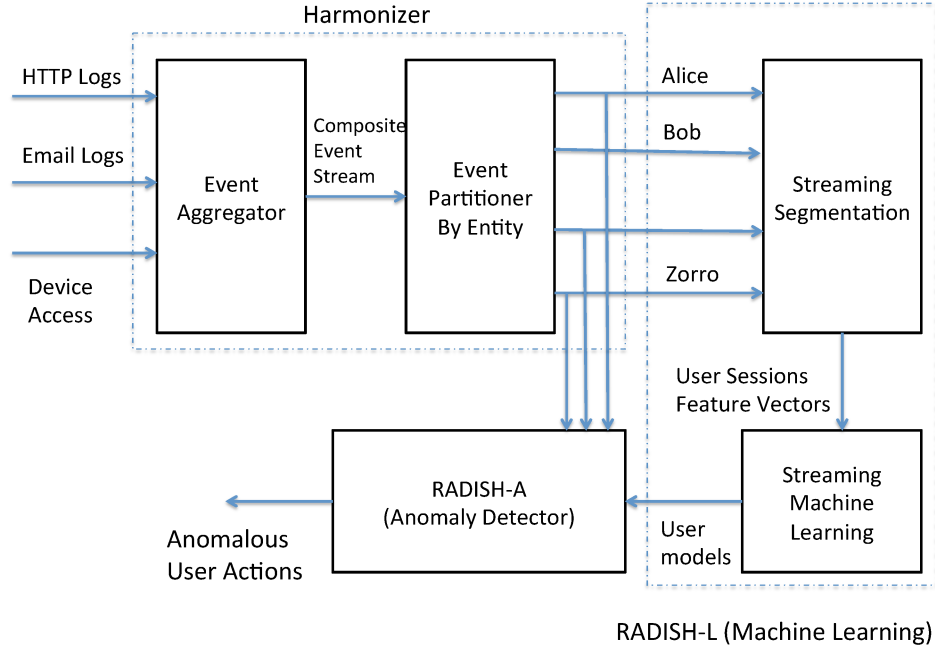 Harmonizer
HTTP Logs
Email Logs
Device
Access
Event
Aggregator
Composite
Event
Stream
Event
Partitioner
By Entity
Alice
Bob
Zorro
Streaming
Segmentation
User Sessions
Feature Vectors
Streaming
Machine
Learning
User
models
RADISH-A
(Anomaly Detector)
Anomalous
User Actions
RADISH-L (Machine Learning)